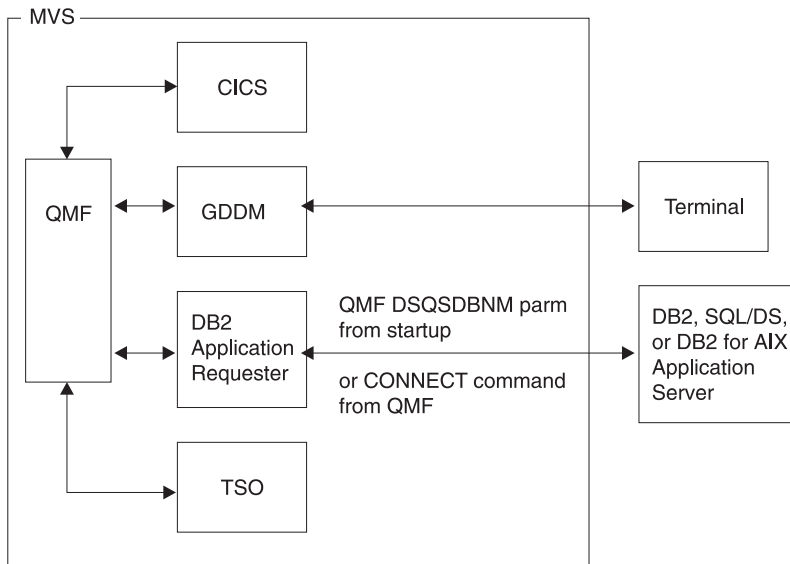 MVS
CICS
QMF
GDDM
Terminal
DB2
Application
Requester
QMF DSQSDBNM parm
from startup
or CONNECT command
from QMF
DB2, SQL/DS,
or DB2 for AIX
Application
Server
TSO